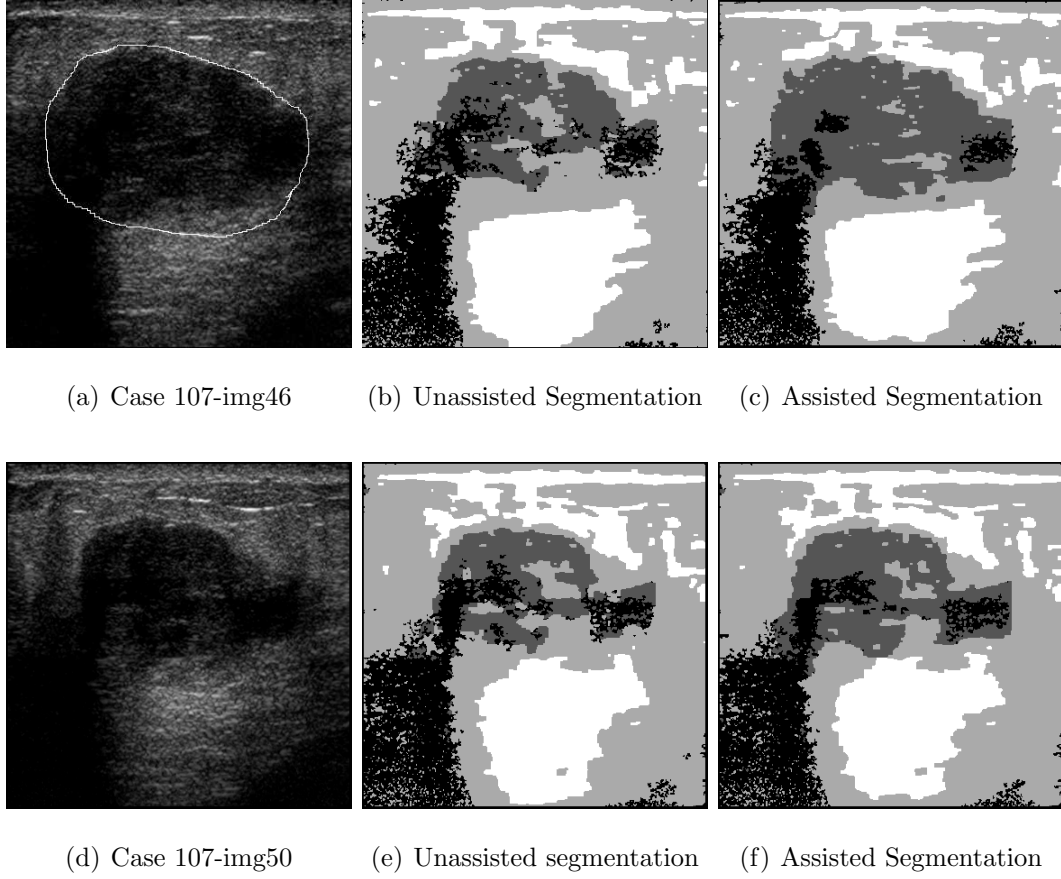 (a) Case 107-img46
(b) Unassisted Segmentation
(c) Assisted Segmentation
(d) Case 107-img50
(e) Unassisted segmentation
(f) Assisted Segmentation